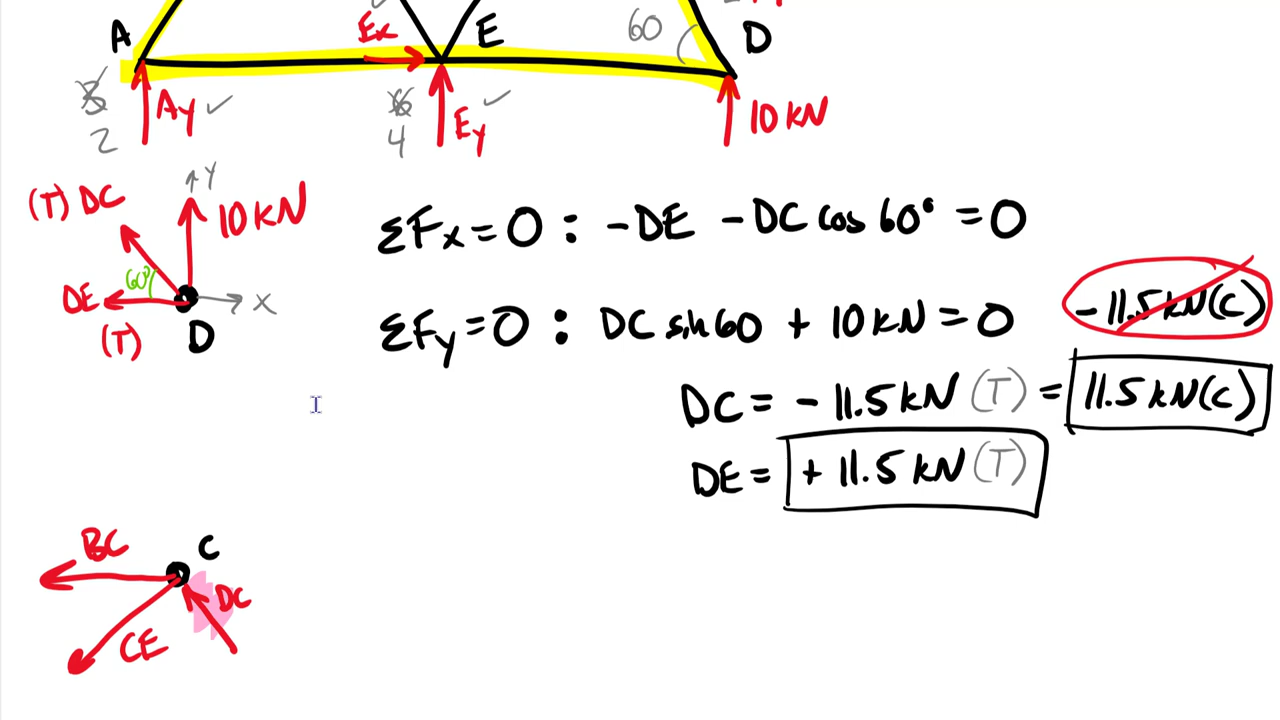 A
Ex
E
60
D
Ay ✓
2
4
Ey ✓
10 kN
Y
(T) DC
10 kN
60°
DE
(T)
X
D
ΣFx = 0 : -DE - DC cos 60° = 0
ΣFy = 0 : DC sin 60 + 10 kN = 0
- 11.5 kN (C)
DC = - 11.5 kN (T) = 11.5 kN (C)
DE = + 11.5 kN (T)
BC
C
DC
CE